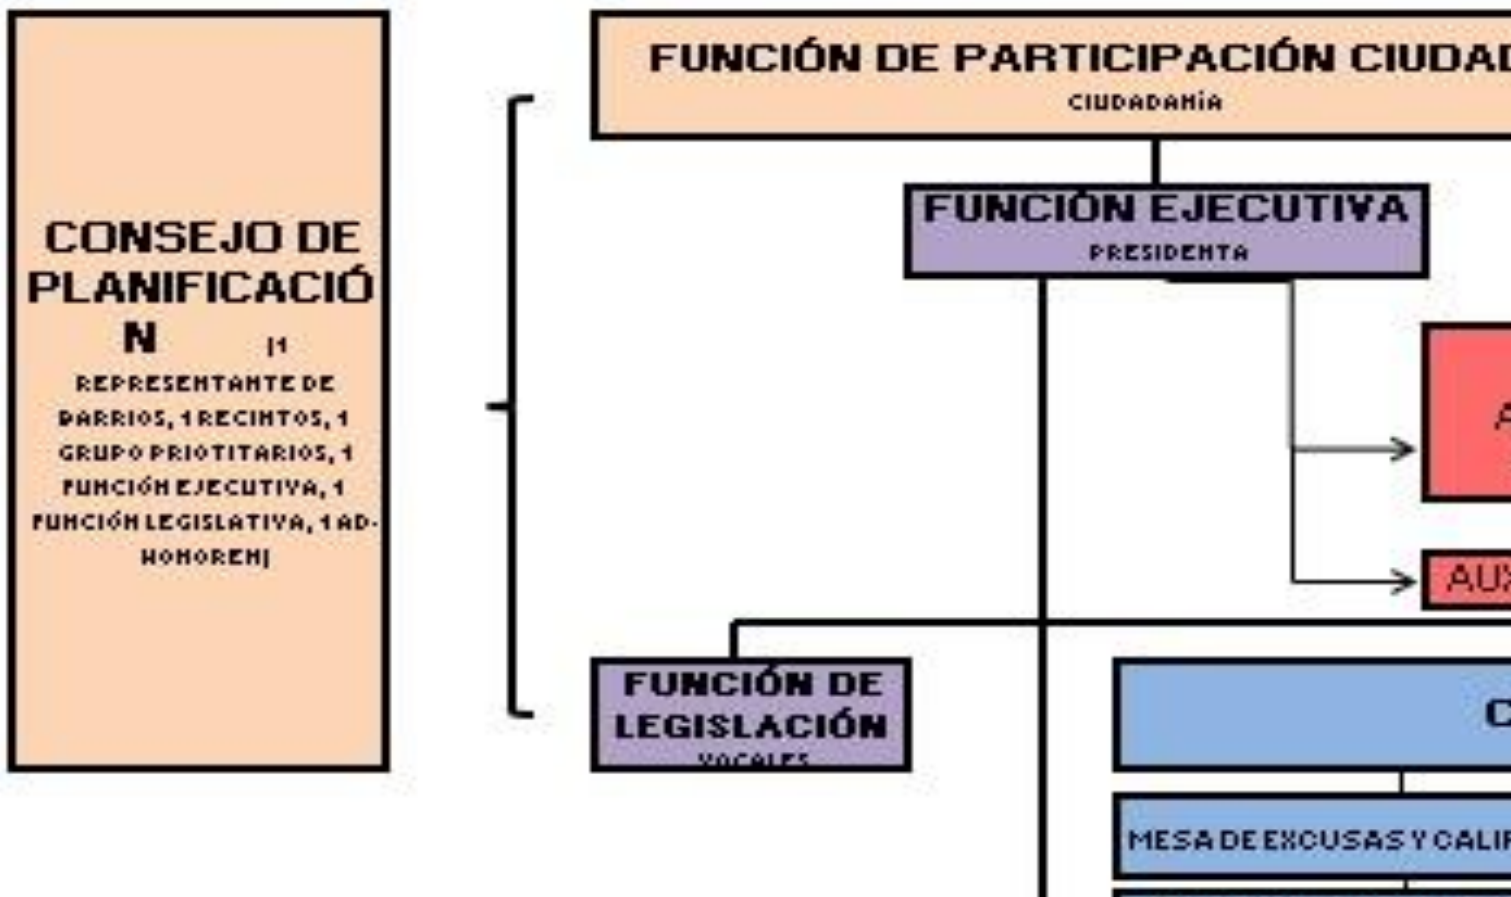 CONSEJO DE
PLANIFICACIÓ
N (1
REPRESENTANTE DE
BARRIOS, 1 RECINTOS, 1
GRUPO PRIOTITARIOS, 1
FUNCIÓN EJECUTIVA, 1
FUNCIÓN LEGISLATIVA, 1 AD-
HONOREM)
FUNCIÓN DE PARTICIPACIÓN CIUDAD
CIUDADANÍA
FUNCIÓN EJECUTIVA
PRESIDENTA
A
AUX
FUNCIÓN DE
LEGISLACIÓN
VOCALES
C
MESA DE EXCUSAS Y CALIF